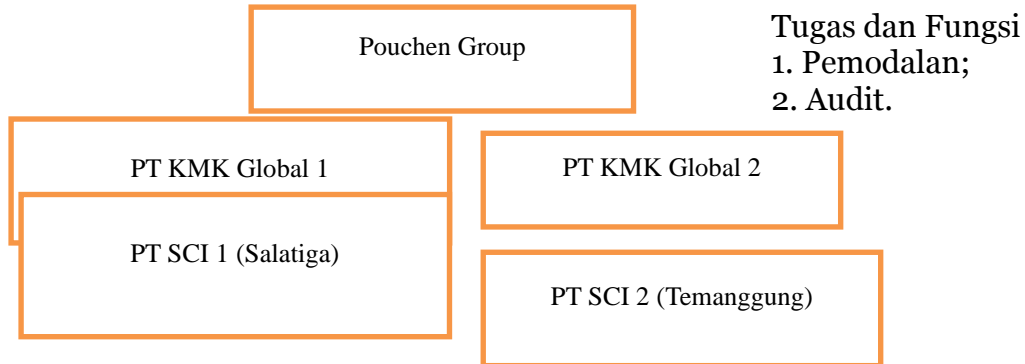 Pouchen Group
Tugas dan Fungsi
1. Pemodalan;
2. Audit.
PT KMK Global 1
PT KMK Global 2
PT SCI 1 (Salatiga)
PT SCI 2 (Temanggung)